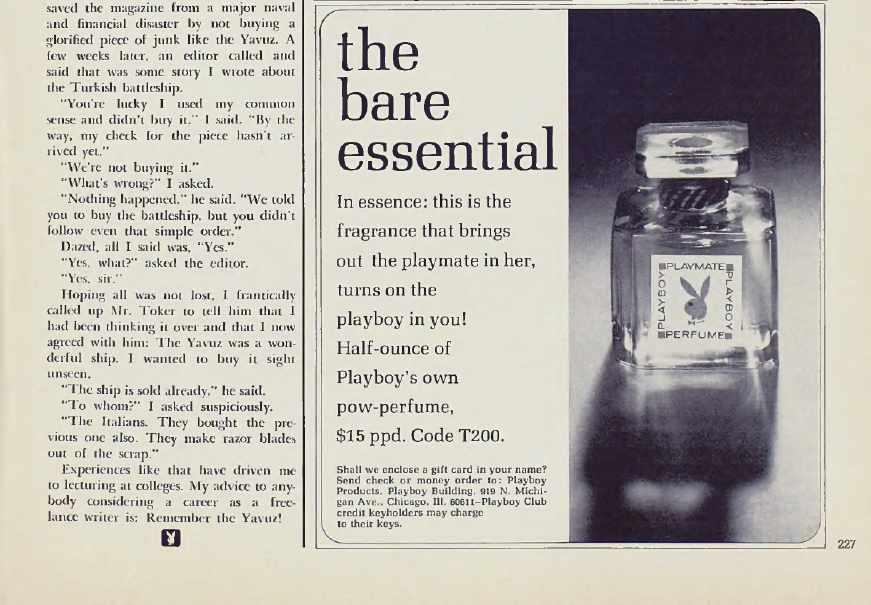 saved the magazine from a major naval
and financial disaster by not buying a
glorified piece of junk like the Yavuz. A
few weeks later, an editor called and
said that was some story I wrote about
the Turkish battleship.
"You're lucky I used my common
sense and didn't buy it," I said. "By the
way, my check for the piece hasn't ar-
rived yet."
"We're not buying it."
"What's wrong?" I asked.
"Nothing happened," he said. "We told
you to buy the battleship, but you didn't
follow even that simple order."
Dazed, all I said was, "Yes."
"Yes, what?" asked the editor.
"Yes, sir."
Hoping all was not lost, I frantically
called up Mr. Toker to tell him that I
had been thinking it over and that I now
agreed with him: The Yavuz was a won-
derful ship. I wanted to buy it sight
unseen.
"The ship is sold already," he said.
"To whom?" I asked suspiciously.
"The Italians. They bought the pre-
vious one also. They make razor blades
out of the scrap."
Experiences like that have driven me
to lecturing at colleges. My advice to any-
body considering a career as a free-
lance writer is: Remember the Yavuz!
the
bare
essential
In essence: this is the
fragrance that brings
out the playmate in her,
turns on the
playboy in you!
Half-ounce of
Playboy's own
pow-perfume,
$15 ppd. Code T200.
Shall we enclose a gift card in your name?
Send check or money order to: Playboy
Products, Playboy Building, 919 N. Michi-
gan Ave., Chicago, Ill. 60611–Playboy Club
credit keyholders may charge
to their keys.
PLAYMATE
PLAYBOY
PLAYBOY
PERFUME
227